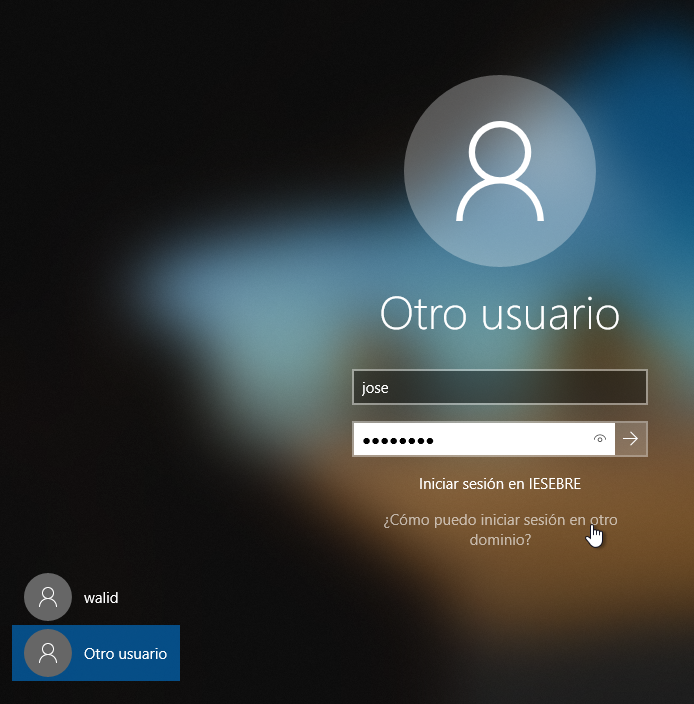 Otro usuario
jose
Iniciar sesión en IESEBRE
¿Cómo puedo iniciar sesión en otro
dominio?
walid
Otro usuario